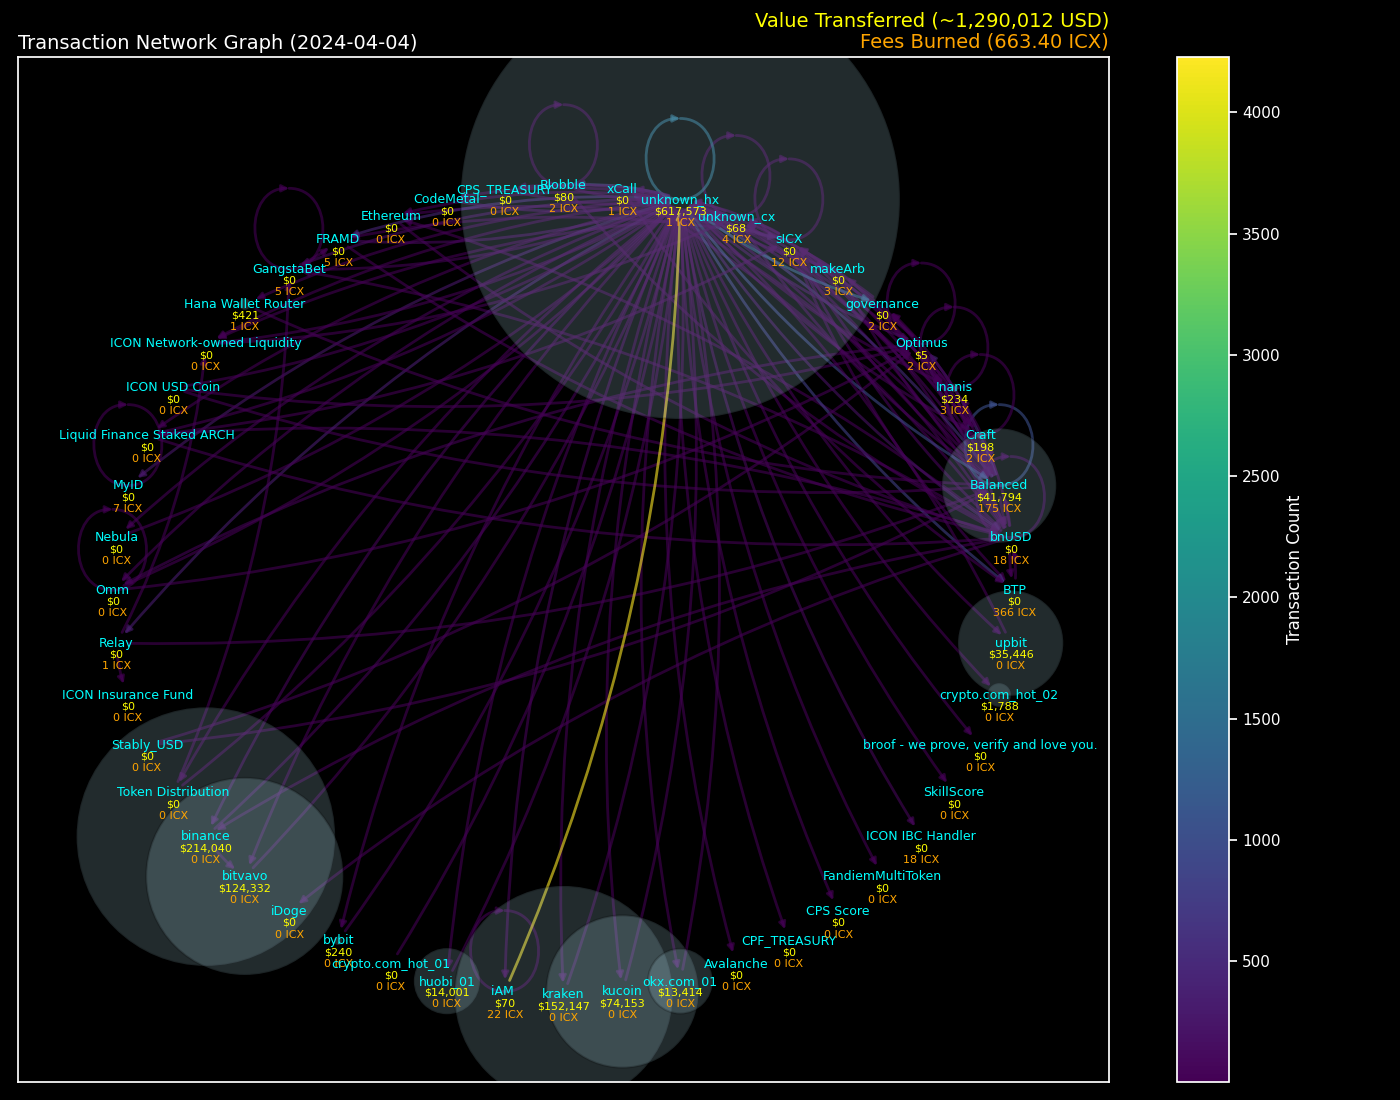 Value Transferred (~1,290,012 USD)
Transaction Network Graph (2024-04-04)
Fees Burned (663.40 ICX)
Blobble
$80
2 ICX
CPS_TREASURY
$0
0 ICX
xCall
$0
1 ICX
CodeMetal
$0
0 ICX
unknown_hx
$617,573
1 ICX
Ethereum
$0
0 ICX
unknown_cx
$68
4 ICX
FRAMD
$0
5 ICX
sICX
$0
12 ICX
GangstaBet
$0
5 ICX
makeArb
$0
3 ICX
Hana Wallet Router
$421
1 ICX
governance
$0
2 ICX
ICON Network-owned Liquidity
$0
0 ICX
Optimus
$5
2 ICX
ICON USD Coin
$0
0 ICX
Inanis
$234
3 ICX
Liquid Finance Staked ARCH
$0
0 ICX
Craft
$198
2 ICX
MyID
$0
7 ICX
Balanced
$41,794
175 ICX
Nebula
$0
0 ICX
bnUSD
$0
18 ICX
Omm
$0
0 ICX
BTP
$0
366 ICX
Relay
$0
1 ICX
upbit
$35,446
0 ICX
ICON Insurance Fund
$0
0 ICX
crypto.com_hot_02
$1,788
0 ICX
Stably_USD
$0
0 ICX
broof - we prove, verify and love you.
$0
0 ICX
Token Distribution
$0
0 ICX
SkillScore
$0
0 ICX
binance
$214,040
0 ICX
ICON IBC Handler
$0
18 ICX
bitvavo
$124,332
0 ICX
FandiemMultiToken
$0
0 ICX
iDoge
$0
0 ICX
CPS Score
$0
0 ICX
bybit
$240
0 ICX
CPF_TREASURY
$0
0 ICX
crypto.com_hot_01
$0
0 ICX
Avalanche
$0
0 ICX
huobi_01
$14,001
0 ICX
okx.com_01
$13,414
0 ICX
iAM
$70
22 ICX
kraken
$152,147
0 ICX
kucoin
$74,153
0 ICX
4000
3500
3000
2500
2000
1500
1000
500
Transaction Count